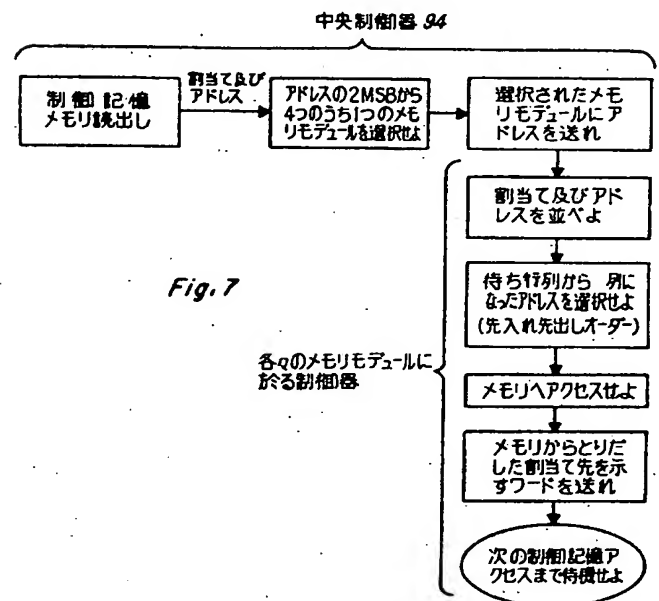 中央制御器 94
制御記憶
メモリ読出し
割当て及び
アドレス
アドレスの2MSBから
4つのうち1つのメモ
リモデュールを選択せよ
選択されたメモ
リモデュールにア
ドレスを送れ
割当て及びアド
レスを並べよ
Fig. 7
待ち行列から 列に
なったアドレスを選択せよ
(先入れ先出しオーダー)
各々のメモリモデュールに
於る制御器
メモリへアクセスせよ
メモリからとりだ
した割当て先を示
すワードを送れ
次の制御記憶ア
クセスまで待機せよ